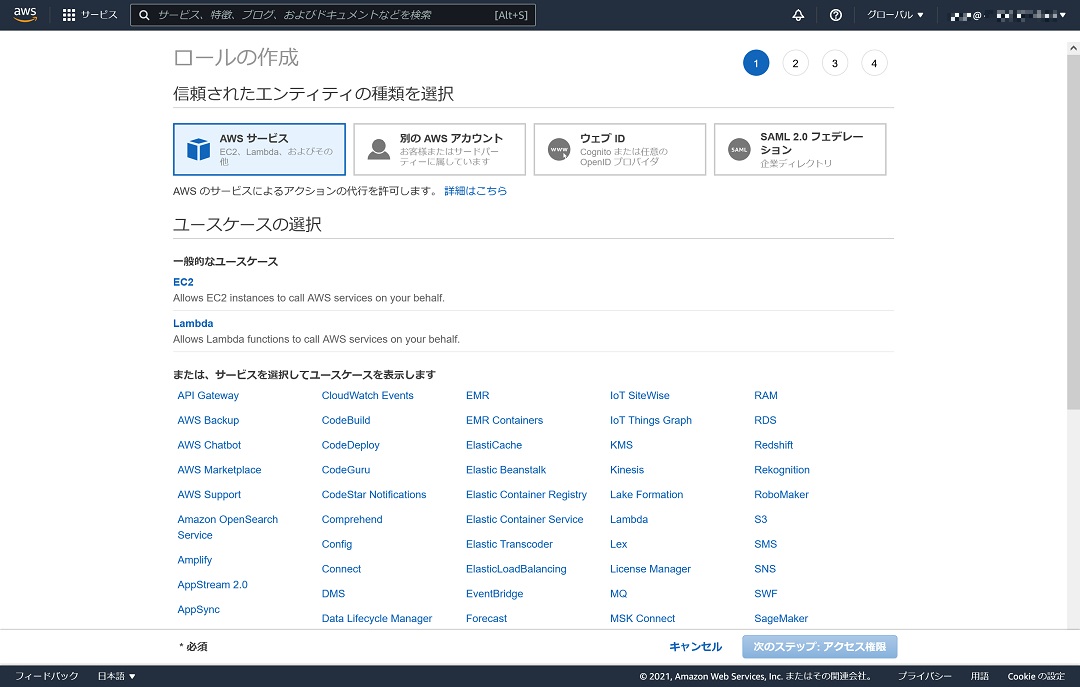 aws サービス サービス、特徴、ブログ、およびドキュメントなどを検索 [Alt+S] グローバル ▼
ロールの作成
1 2 3 4
信頼されたエンティティの種類を選択
AWS サービス
EC2、Lambda、およびその
他
別の AWS アカウント
お客様またはサードパー
ティーに属しています
www
ウェブ ID
Cognito または任意の
OpenID プロバイダ
SAML
SAML 2.0 フェデレー
ション
企業ディレクトリ
AWS のサービスによるアクションの代行を許可します。 詳細はこちら
ユースケースの選択
一般的なユースケース
EC2
Allows EC2 instances to call AWS services on your behalf.
Lambda
Allows Lambda functions to call AWS services on your behalf.
または、サービスを選択してユースケースを表示します
API Gateway
AWS Backup
AWS Chatbot
AWS Marketplace
AWS Support
Amazon OpenSearch
Service
Amplify
AppStream 2.0
AppSync
CloudWatch Events
CodeBuild
CodeDeploy
CodeGuru
CodeStar Notifications
Comprehend
Config
Connect
DMS
Data Lifecycle Manager
EMR
EMR Containers
ElastiCache
Elastic Beanstalk
Elastic Container Registry
Elastic Container Service
Elastic Transcoder
ElasticLoadBalancing
EventBridge
Forecast
IoT SiteWise
IoT Things Graph
KMS
Kinesis
Lake Formation
Lambda
Lex
License Manager
MQ
MSK Connect
RAM
RDS
Redshift
Rekognition
RoboMaker
S3
SMS
SNS
SWF
SageMaker
* 必須 キャンセル 次のステップ: アクセス権限
フィードバック 日本語 ▼ © 2021, Amazon Web Services, Inc. またはその関連会社。 プライバシー 用語 Cookie の設定